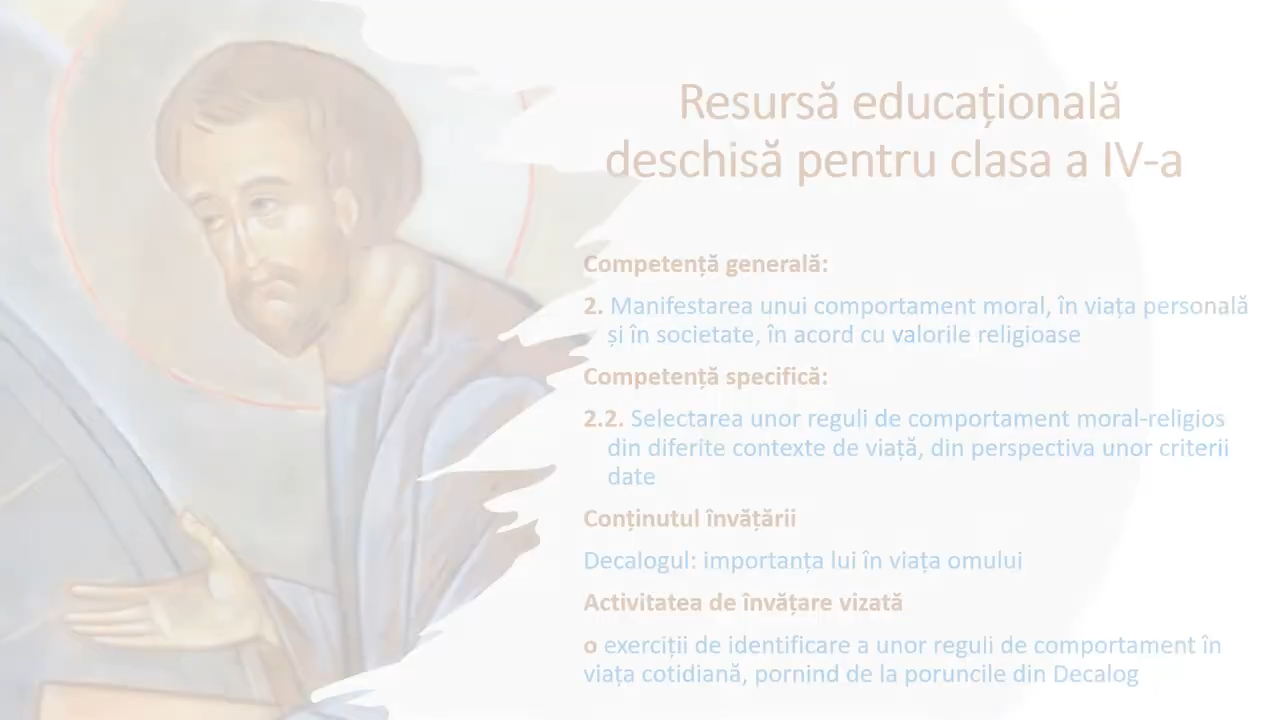 Resursă educațională
deschisă pentru clasa a IV-a
Competență generală:
2. Manifestarea unui comportament moral, în viața personală
și în societate, în acord cu valorile religioase
Competență specifică:
2.2. Selectarea unor reguli de comportament moral-religios
din diferite contexte de viață, din perspectiva unor criterii
date
Conținutul învățării
Decalogul: importanța lui în viața omului
Activitatea de învățare vizată
o exerciții de identificare a unor reguli de comportament în
viața cotidiană, pornind de la poruncile din Decalog